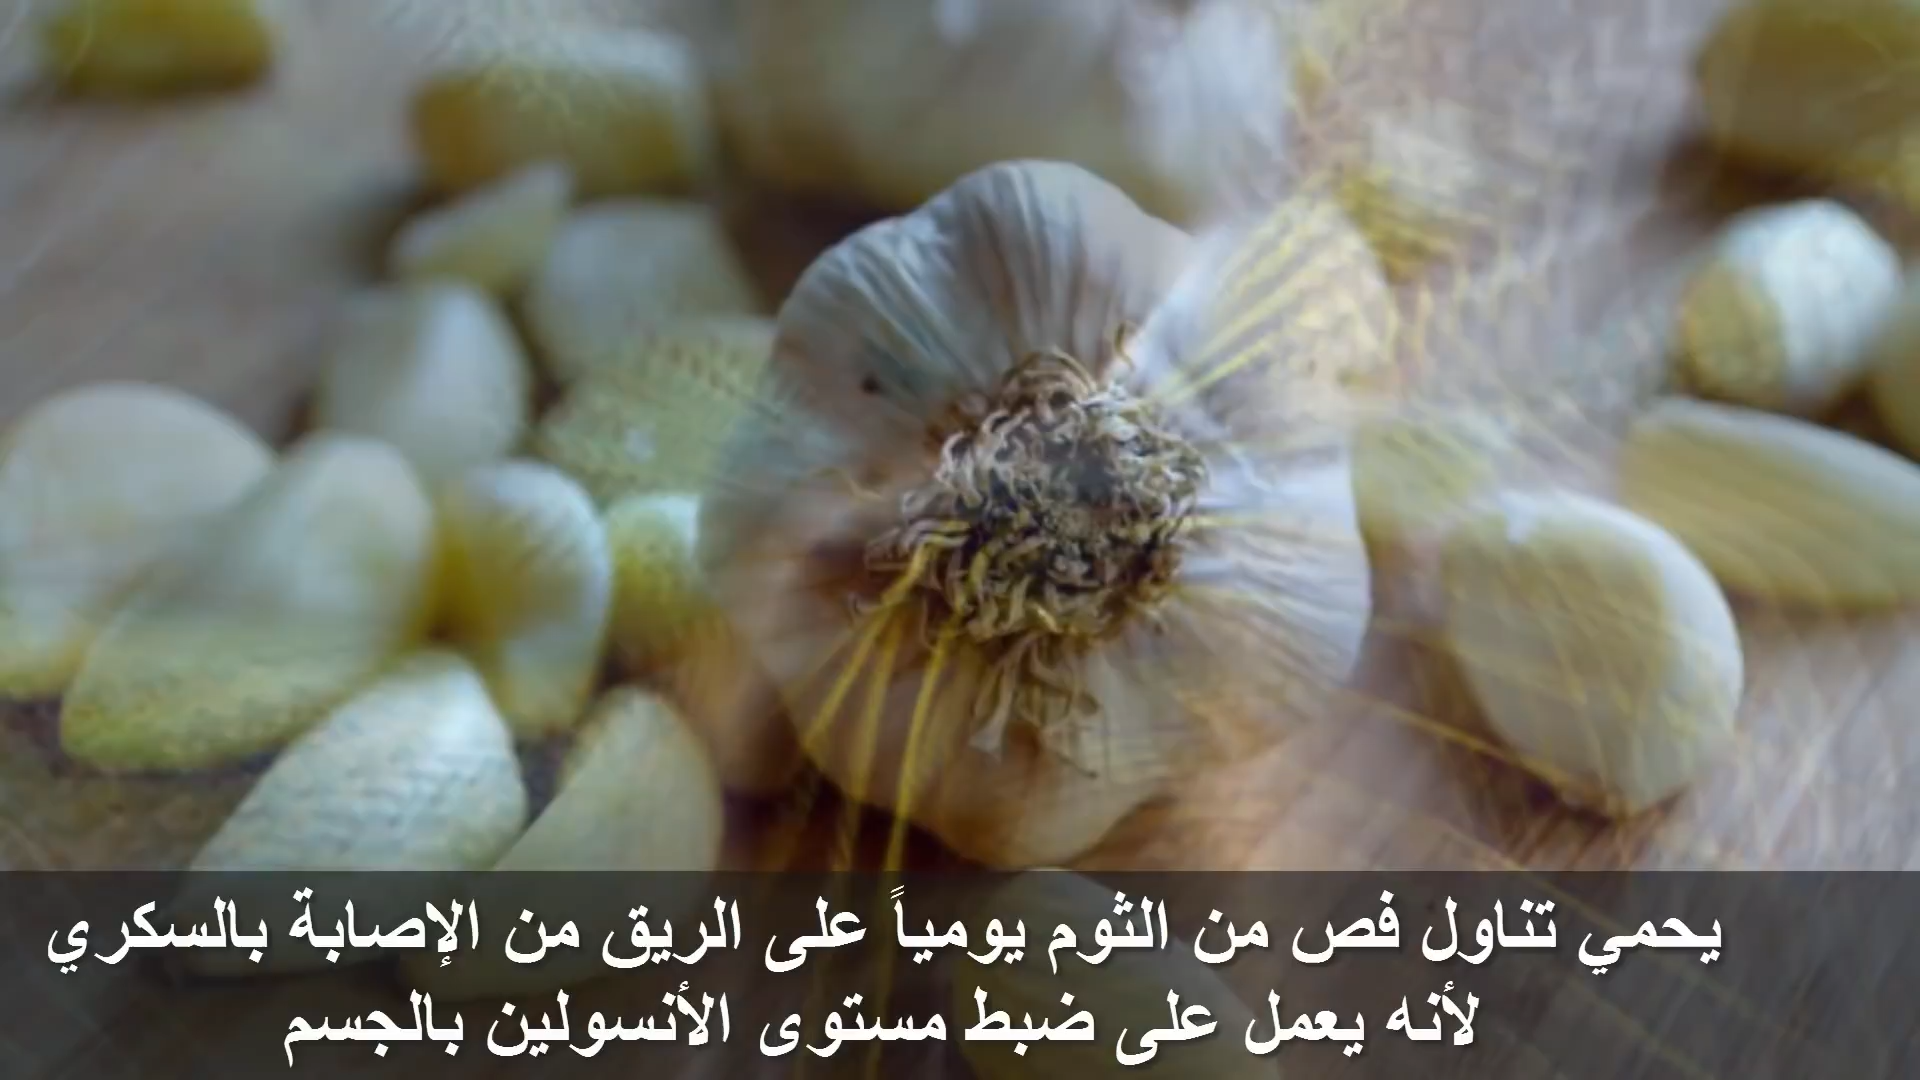 يحمي تناول فص من الثوم يومياً على الريق من الإصابة بالسكري
لأنه يعمل على ضبط مستوى الأنسولين بالجسم